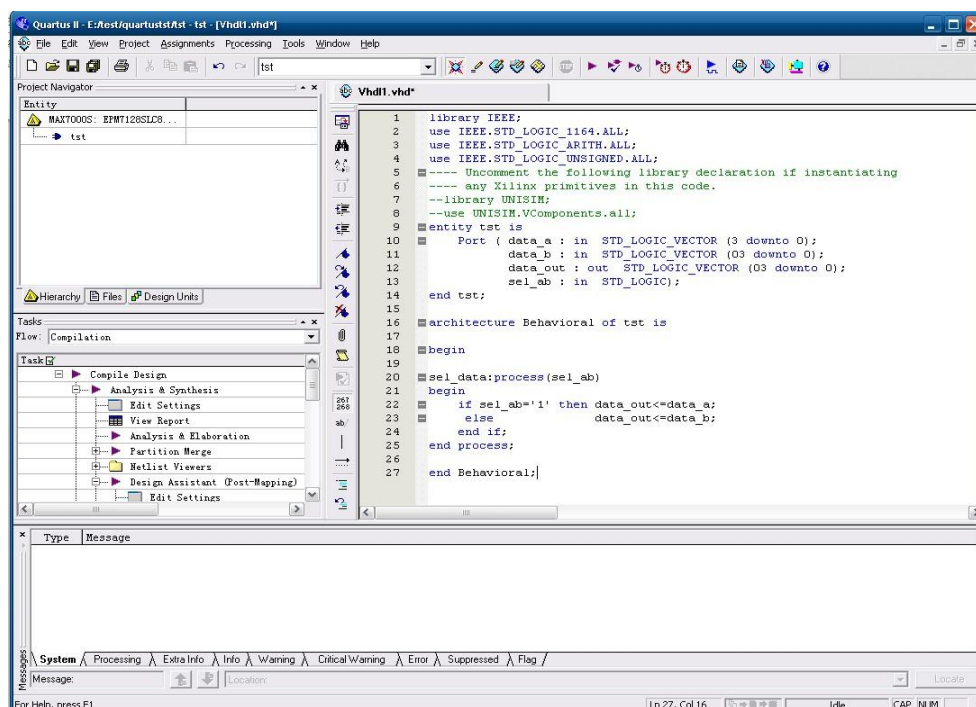 Quartus II - E:/test/quartustst/tst - tst - [Vhdl1.vhd*]
File Edit View Project Assignments Processing Tools Window Help
tst
Project Navigator
Entity
MAX7000S: EPM7128SLC8...
tst
Hierarchy Files Design Units
Tasks
Flow: Compilation
Task
Compile Design
Analysis & Synthesis
Edit Settings
View Report
Analysis & Elaboration
Partition Merge
Netlist Viewers
Design Assistant (Post-Mapping)
Edit Settings
Vhdl1.vhd*
267
268
ab/
1 library IEEE;
2 use IEEE.STD_LOGIC_1164.ALL;
3 use IEEE.STD_LOGIC_ARITH.ALL;
4 use IEEE.STD_LOGIC_UNSIGNED.ALL;
5 ---- Uncomment the following library declaration if instantiating
6 ---- any Xilinx primitives in this code.
7 --library UNISIM;
8 --use UNISIM.VComponents.all;
9 entity tst is
10 Port ( data_a : in STD_LOGIC_VECTOR (3 downto 0);
11 data_b : in STD_LOGIC_VECTOR (03 downto 0);
12 data_out : out STD_LOGIC_VECTOR (03 downto 0);
13 sel_ab : in STD_LOGIC);
14 end tst;
15
16 architecture Behavioral of tst is
17
18 begin
19
20 sel_data:process(sel_ab)
21 begin
22 if sel_ab='1' then data_out<=data_a;
23 else data_out<=data_b;
24 end if;
25 end process;
26
27 end Behavioral;
Type Message
System Processing Extra Info Info Warning Critical Warning Error Suppressed Flag
Messages
Message: Location: Locate
For Help, press F1 Ln 27, Col 16 Idle CAP NUM